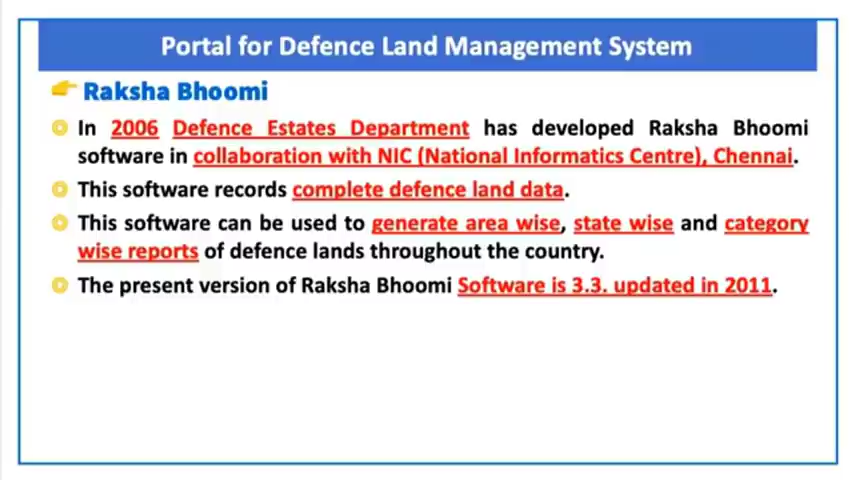 Portal for Defence Land Management System
Raksha Bhoomi
In 2006 Defence Estates Department has developed Raksha Bhoomi
software in collaboration with NIC (National Informatics Centre), Chennai.
This software records complete defence land data.
This software can be used to generate area wise, state wise and category
wise reports of defence lands throughout the country.
The present version of Raksha Bhoomi Software is 3.3. updated in 2011.